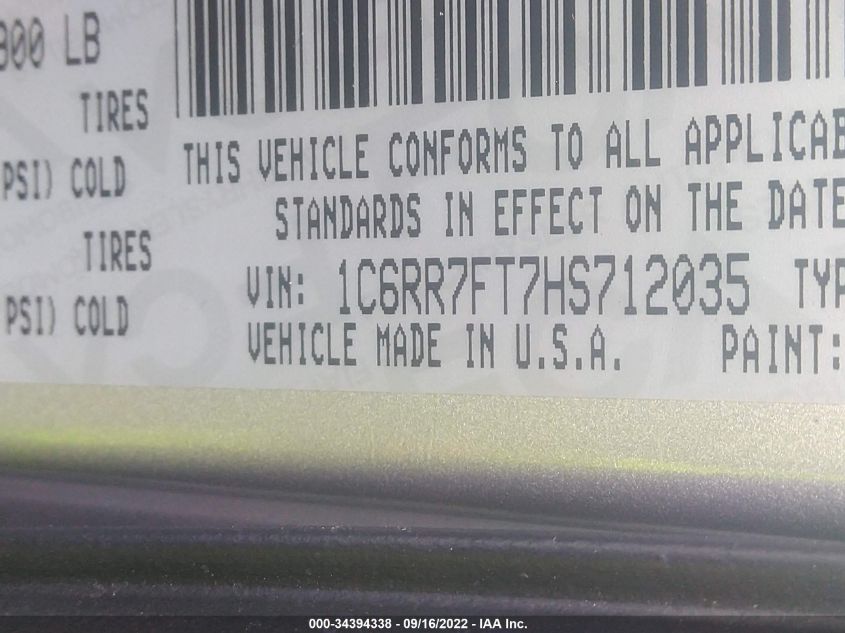 800 LB
TIRES
PSI) COLD
TIRES
PSI) COLD
THIS VEHICLE CONFORMS TO ALL APPLICAB
STANDARDS IN EFFECT ON THE DATE
VIN: 1C6RR7FT7HS712035 TYP
VEHICLE MADE IN U.S.A. PAINT:
000-34394338 - 09/16/2022 - IAA Inc.